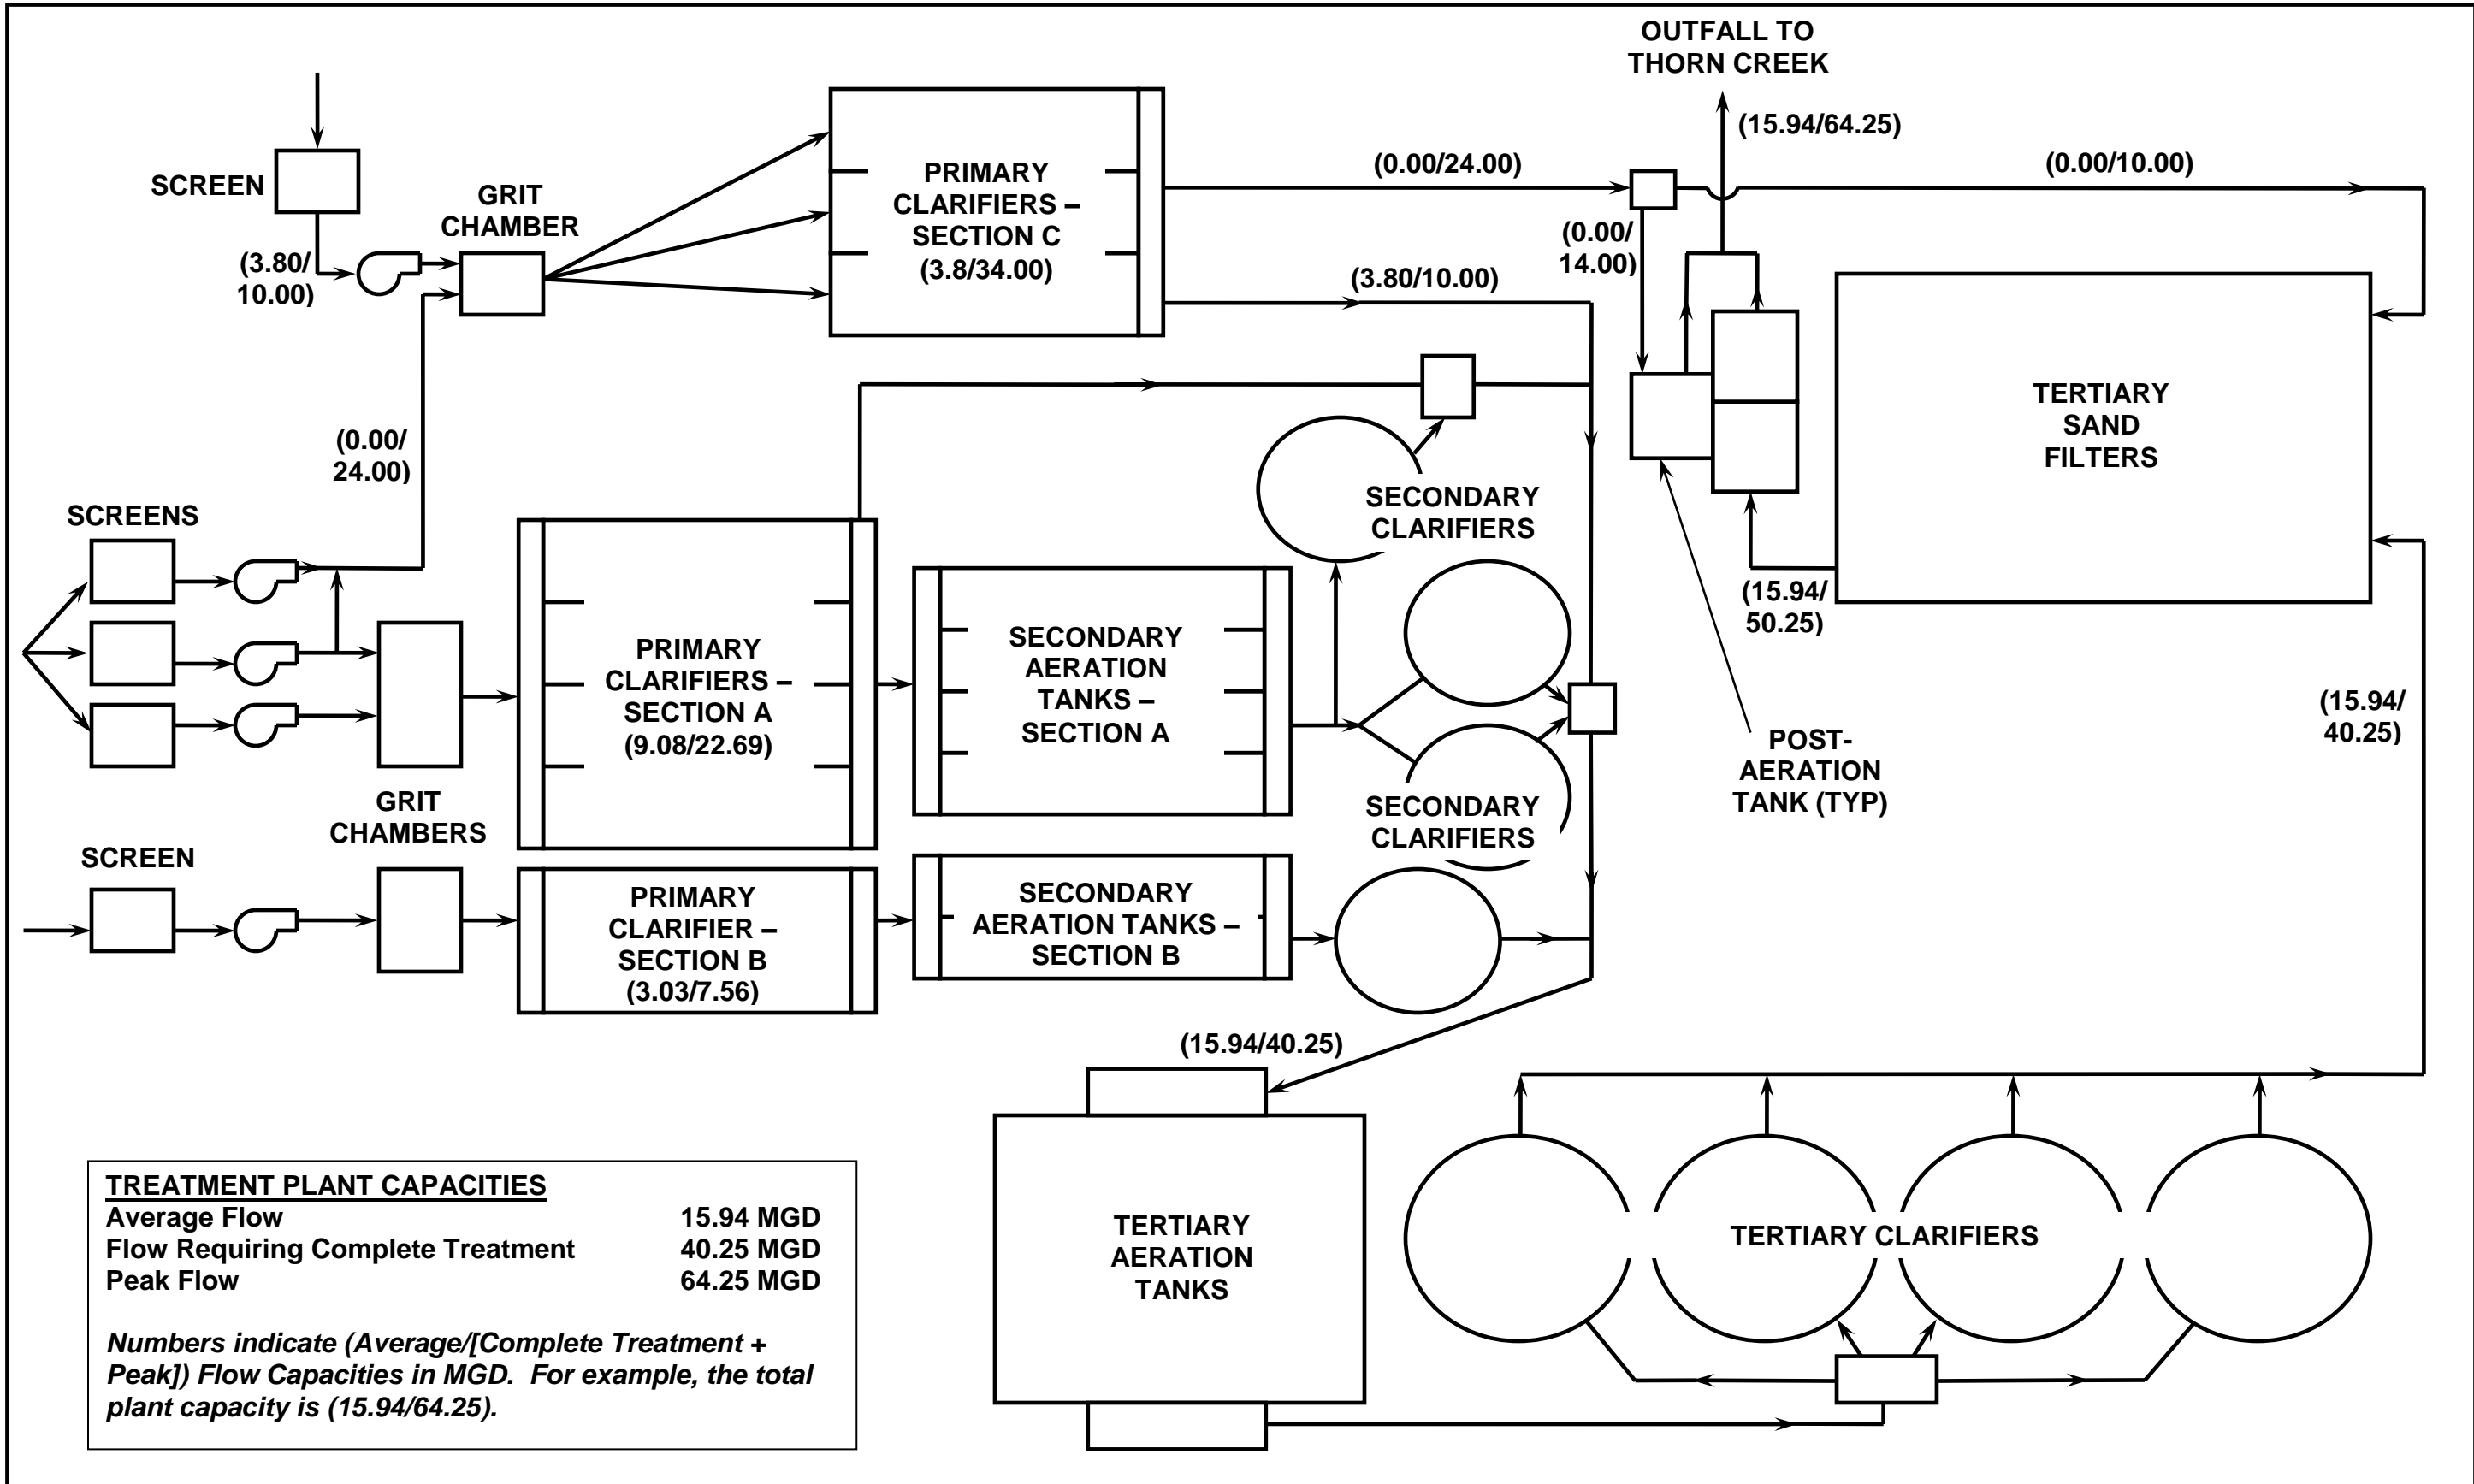 OUTFALL TO
THORN CREEK
(15.94/64.25)
(0.00/24.00)
(0.00/10.00)
SCREEN
GRIT
CHAMBER
(3.80/
10.00)
PRIMARY
CLARIFIERS –
SECTION C
(3.8/34.00)
(0.00/
14.00)
(3.80/10.00)
TERTIARY
SAND
FILTERS
(0.00/
24.00)
SCREENS
SECONDARY
CLARIFIERS
(15.94/
50.25)
PRIMARY
CLARIFIERS –
SECTION A
(9.08/22.69)
SECONDARY
AERATION
TANKS –
SECTION A
(15.94/
40.25)
POST-
AERATION
TANK (TYP)
GRIT
CHAMBERS
SECONDARY
CLARIFIERS
SCREEN
PRIMARY
CLARIFIER –
SECTION B
(3.03/7.56)
SECONDARY
AERATION TANKS –
SECTION B
(15.94/40.25)
TERTIARY
AERATION
TANKS
TERTIARY CLARIFIERS
TREATMENT PLANT CAPACITIES
Average Flow 15.94 MGD
Flow Requiring Complete Treatment 40.25 MGD
Peak Flow 64.25 MGD
Numbers indicate (Average/[Complete Treatment +
Peak]) Flow Capacities in MGD. For example, the total
plant capacity is (15.94/64.25).